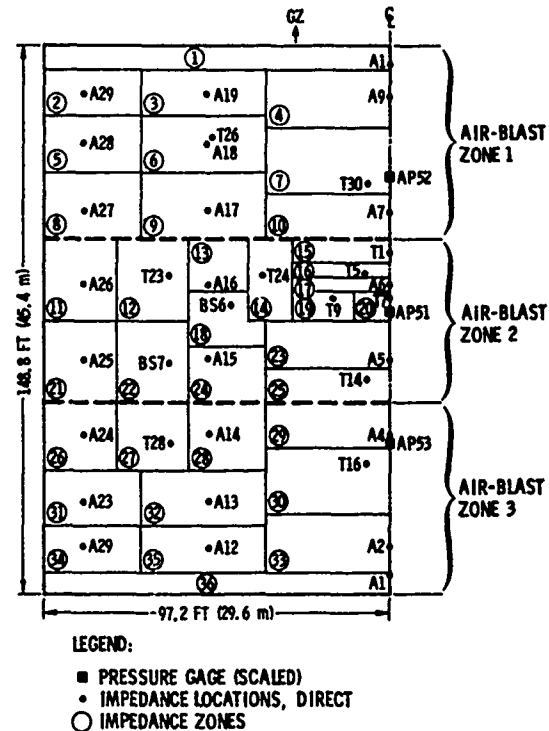 GZ
℄
① A1
② A29 ③ A19 ④ A9
AIR-BLAST
ZONE 1
⑤ A28 ⑥ T26
A18
⑦ T30 AP52
⑧ A27 ⑨ A17 ⑩ A7
⑪ A26 ⑫ T23 ⑬ A16 ⑭ T24 ⑮ T1
⑯ T5
⑰ A6
BS6 ⑱ ⑲ T9 ⑳ AP51
AIR-BLAST
ZONE 2
㉑ A25 ㉒ BS7 ㉔ A15 ㉓ A5
㉕ T14
㉖ A24 ㉗ T28 ㉘ A14 ㉙ A4
AP53
㉚ T16
AIR-BLAST
ZONE 3
㉛ A23 ㉜ A13
㉞ A29 ㉟ A12 ㉝ A2
㊱ A1
148.8 FT (45.4 m)
97.2 FT (29.6 m)
LEGEND:
■ PRESSURE GAGE (SCALED)
• IMPEDANCE LOCATIONS, DIRECT
○ IMPEDANCE ZONES